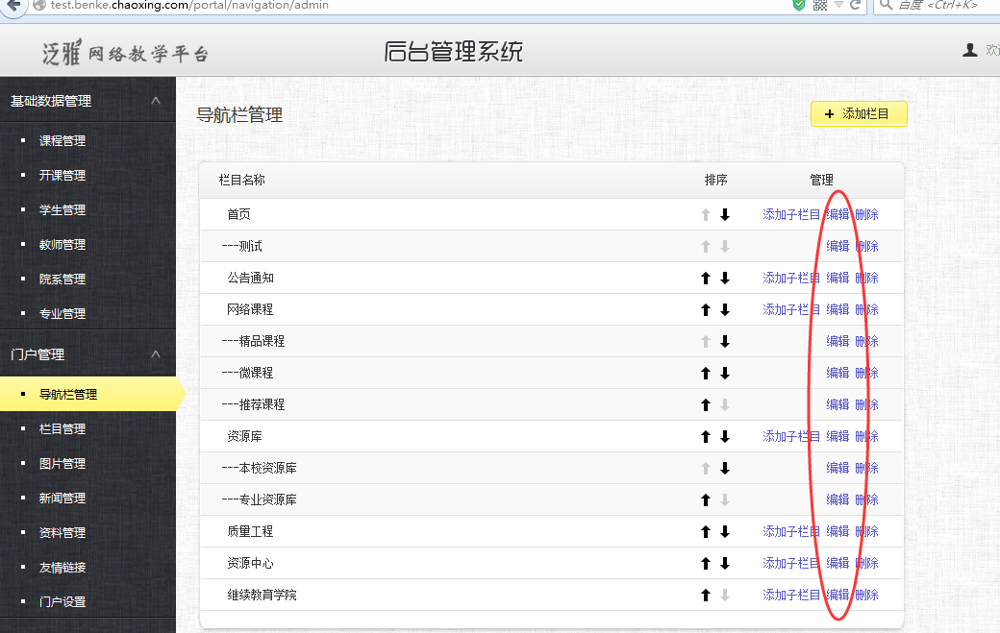 test.benke.chaoxing.com/portal/navigation/admin
百度 <Ctrl+K>
泛雅 网络教学平台
后台管理系统
基础数据管理
课程管理
开课管理
学生管理
教师管理
院系管理
专业管理
门户管理
导航栏管理
栏目管理
图片管理
新闻管理
资料管理
友情链接
门户设置
导航栏管理
+ 添加栏目
栏目名称 排序 管理
首页 添加子栏目 编辑 删除
---测试 编辑 删除
公告通知 添加子栏目 编辑 删除
网络课程 添加子栏目 编辑 删除
---精品课程 编辑 删除
---微课程 编辑 删除
---推荐课程 编辑 删除
资源库 添加子栏目 编辑 删除
---本校资源库 编辑 删除
---专业资源库 编辑 删除
质量工程 添加子栏目 编辑 删除
资源中心 添加子栏目 编辑 删除
继续教育学院 添加子栏目 编辑 删除